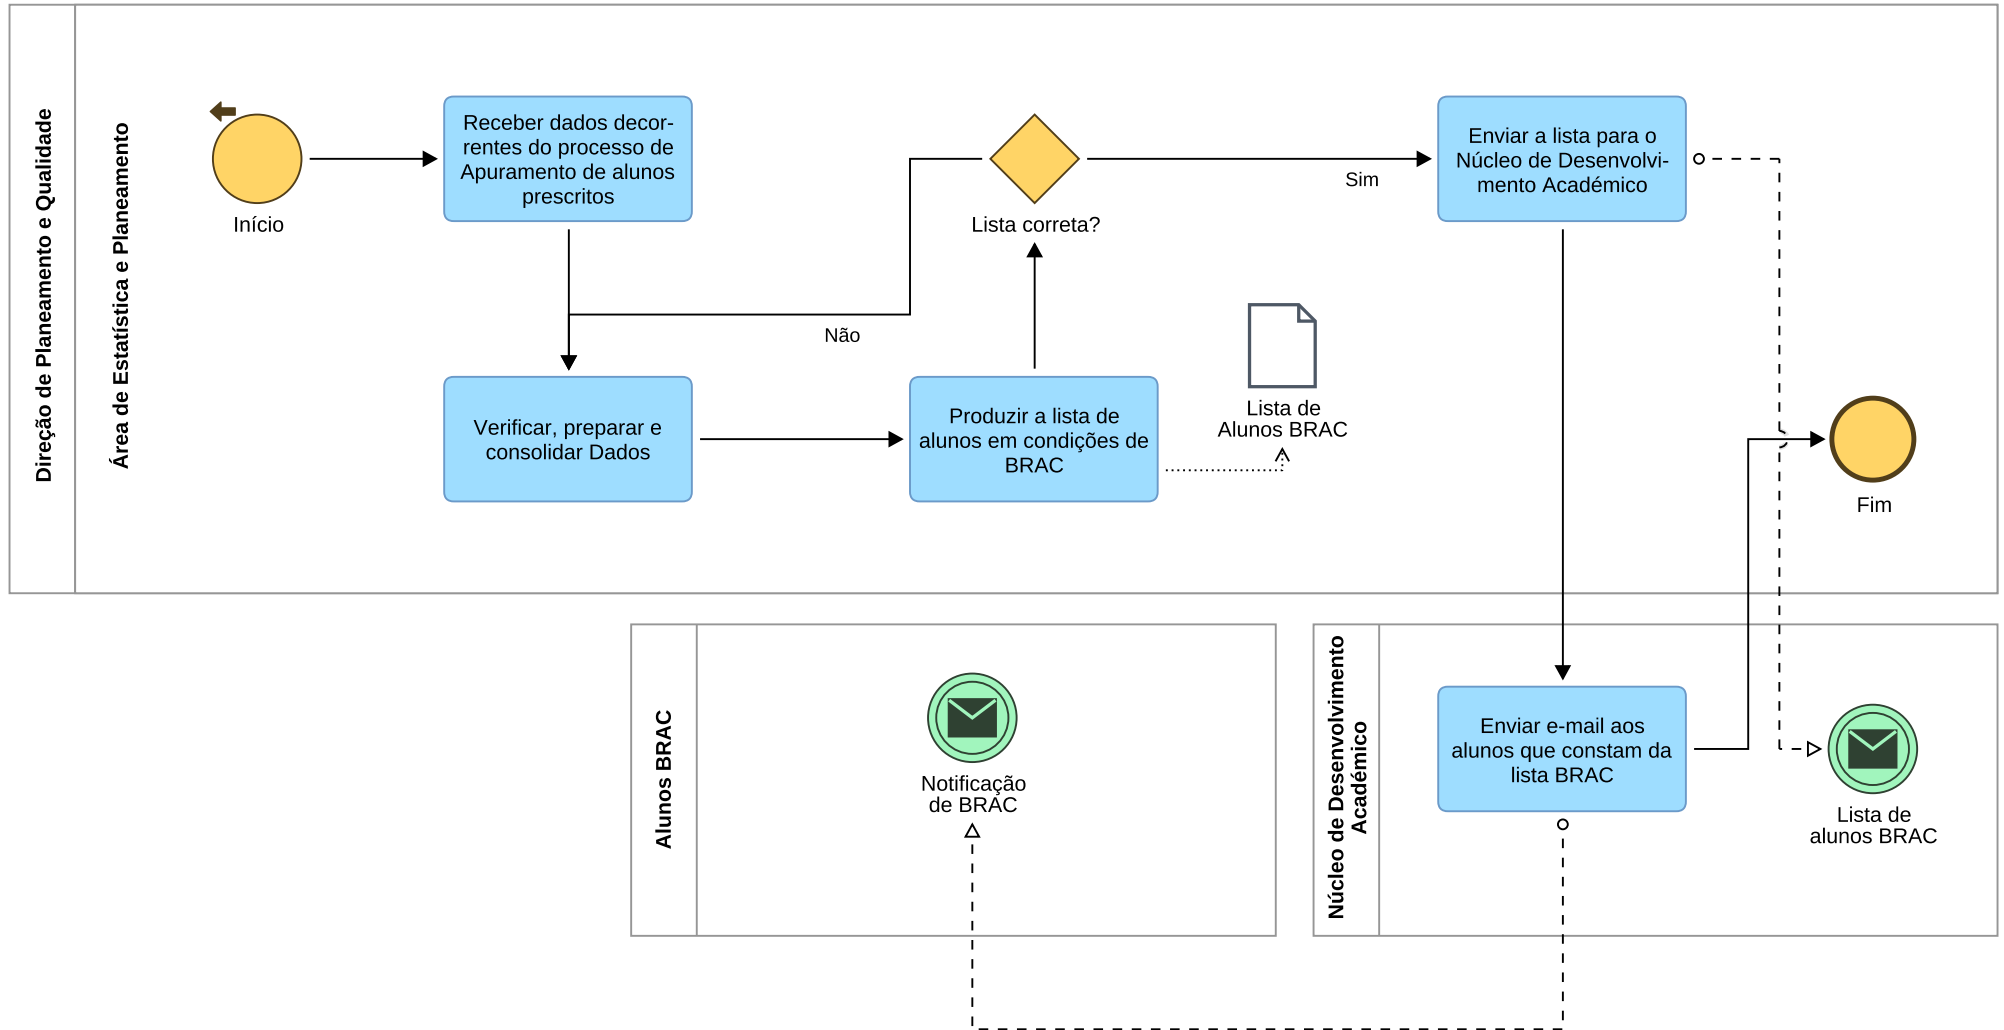 Direção de Planeamento e Qualidade
Área de Estatística e Planeamento
Início
Receber dados decor-
rentes do processo de
Apuramento de alunos
prescritos
Lista correta?
Sim
Enviar a lista para o
Núcleo de Desenvolvi-
mento Académico
Não
Verificar, preparar e
consolidar Dados
Produzir a lista de
alunos em condições de
BRAC
Lista de
Alunos BRAC
Fim
Alunos BRAC
Notificação
de BRAC
Núcleo de Desenvolvimento
Académico
Enviar e-mail aos
alunos que constam da
lista BRAC
Lista de
alunos BRAC